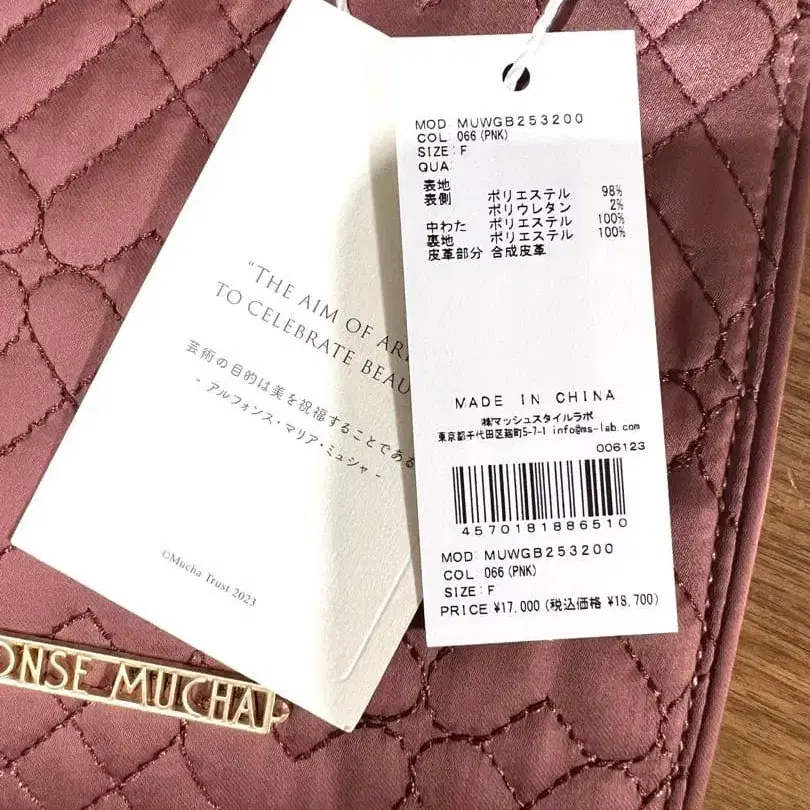 "THE AIM OF
TO CELEBRATE
芸術の目的は美を祝福することである
- アルフォンス・マリア・ミュシャ -
©Mucha Trust 2023
ONSE MUCHA
MOD MUWGB253200
COL: 066(PNK)
SIZE: F
QUA:
表地
表側 ポリエステル 98%
ポリウレタン 2%
中わた ポリエステル 100%
裏地 ポリエステル 100%
皮革部分 合成皮革
MADE IN CHINA
㈱マッシュスタイルラボ
東京都千代田区麹町5-7-1 info@ms-lab.com
006123
4570181886510
MOD: MUWGB253200
COL 066(PNK)
SIZE: F
PRICE ¥17,000 (税込価格 ¥18,700)